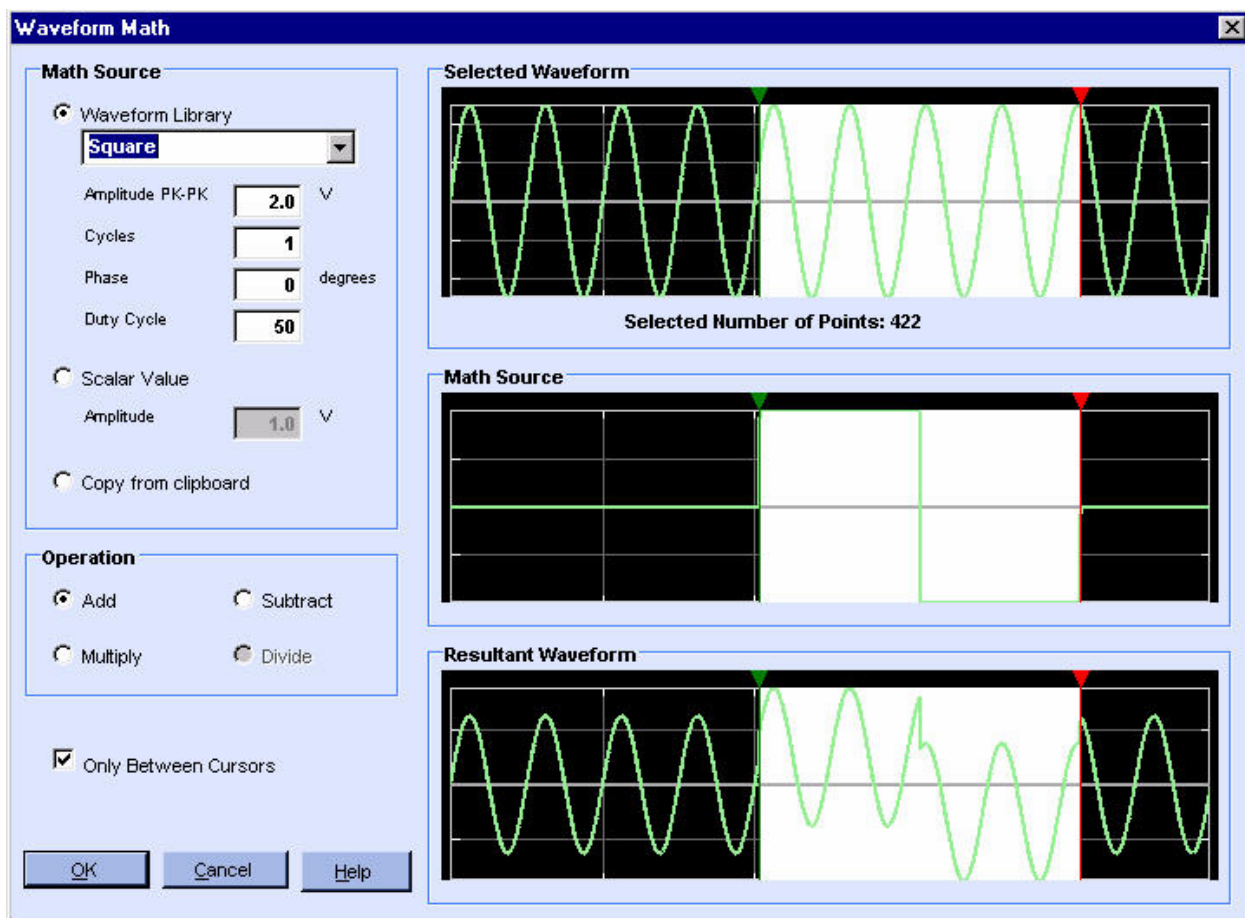 Waveform Math
Math Source
Waveform Library
Square
Amplitude PK-PK 2.0 V
Cycles 1
Phase 0 degrees
Duty Cycle 50
Scalar Value
Amplitude 1.0 V
Copy from clipboard
Operation
Add Subtract
Multiply Divide
Only Between Cursors
OK Cancel Help
Selected Waveform
Selected Number of Points: 422
Math Source
Resultant Waveform